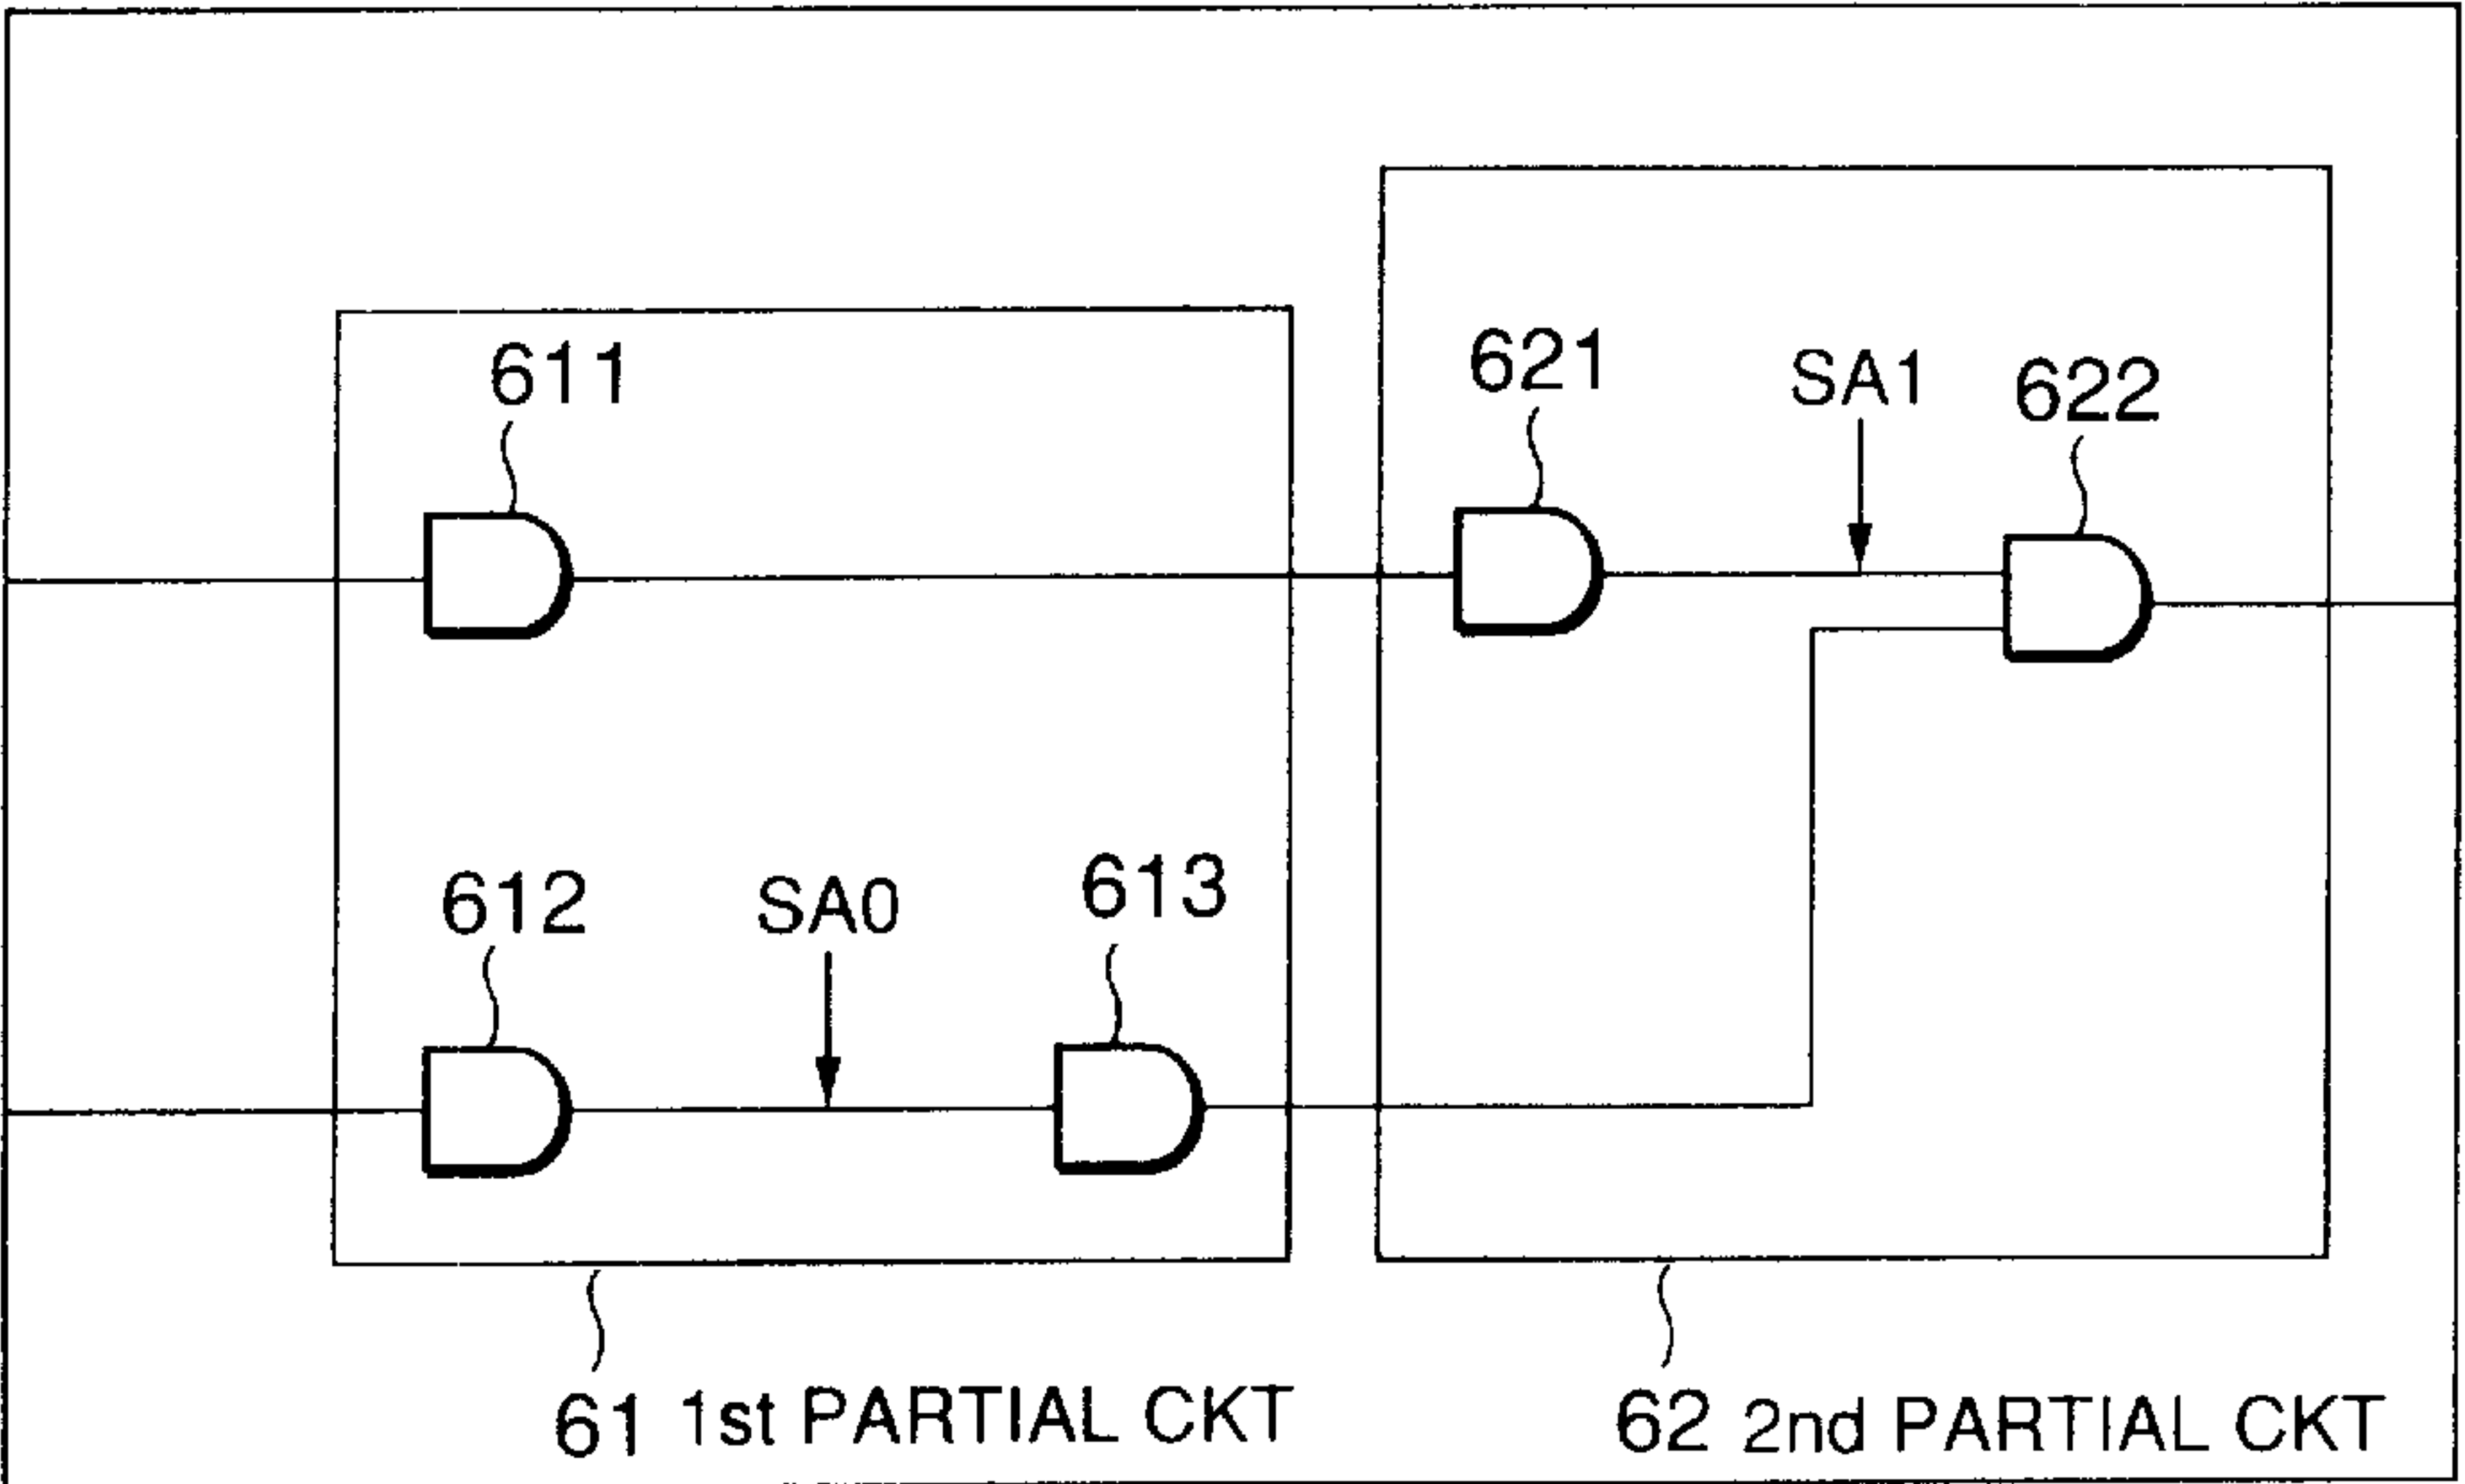 611
621
SA1
622
612
SA0
613
61 1st PARTIAL CKT
62 2nd PARTIAL CKT